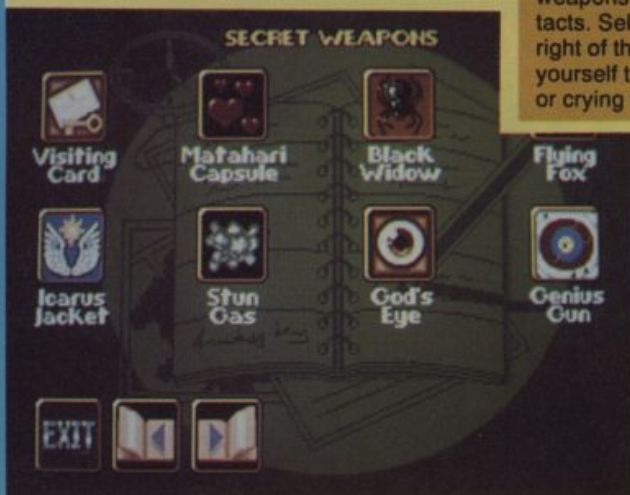 weapons
tacts. Sel
right of th
yourself t
or crying
SECRET WEAPONS
Visiting
Card
Matahari
Capsule
Black
Widow
Flying
Fox
Icarus
Jacket
Stun
Gas
God's
Eye
Genius
Gun
EXIT